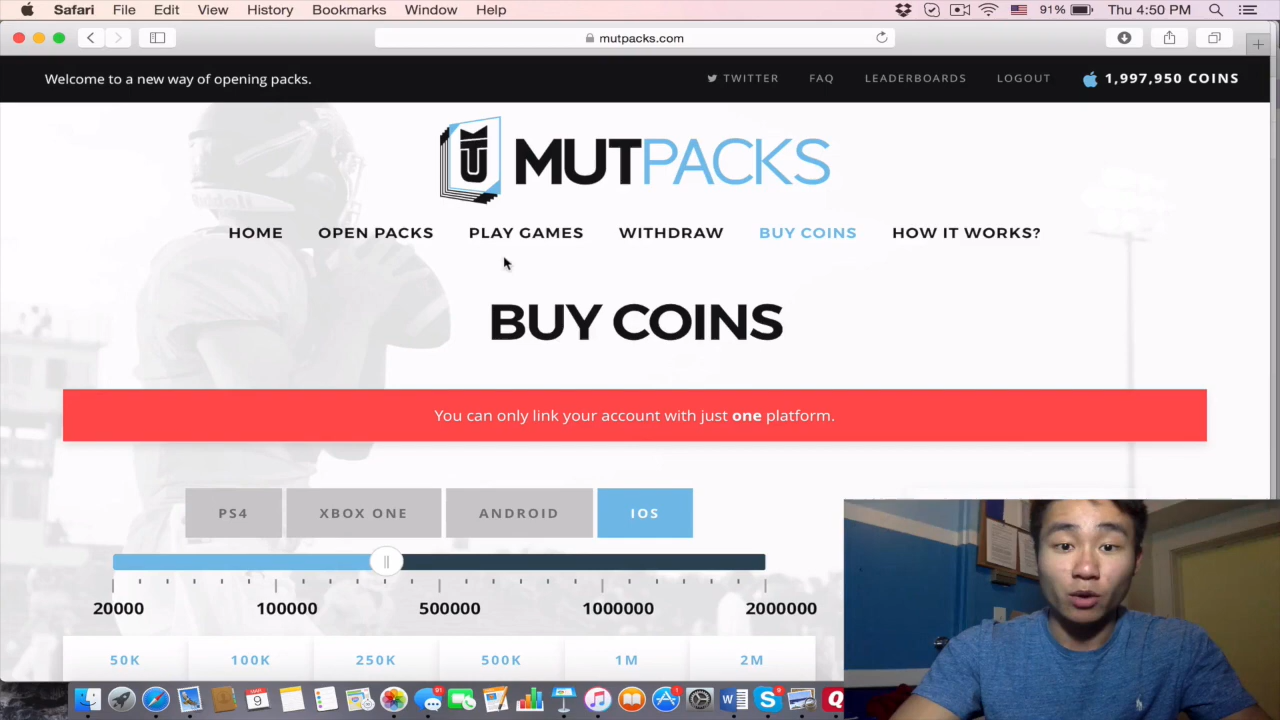 Safari File Edit View History Bookmarks Window Help 91% Thu 4:50 PM
mutpacks.com
Welcome to a new way of opening packs. TWITTER FAQ LEADERBOARDS LOGOUT 1,997,950 COINS
MUT MUTPACKS
HOME OPEN PACKS PLAY GAMES WITHDRAW BUY COINS HOW IT WORKS?
BUY COINS
You can only link your account with just one platform.
PS4 XBOX ONE ANDROID IOS
20000 100000 500000 1000000 2000000
50K 100K 250K 500K 1M 2M